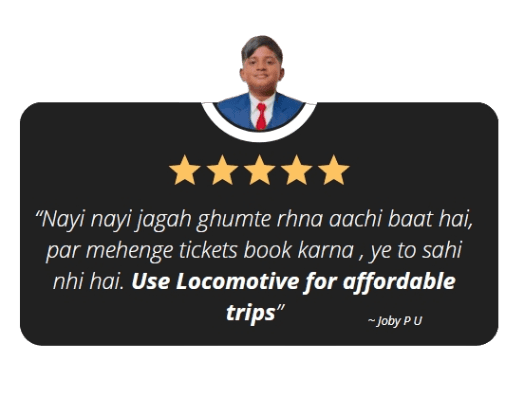 “Nayi nayi jagah ghumte rhna aachi baat hai,
par mehenge tickets book karna , ye to sahi
nhi hai. Use Locomotive for affordable
trips”
~ Joby P U